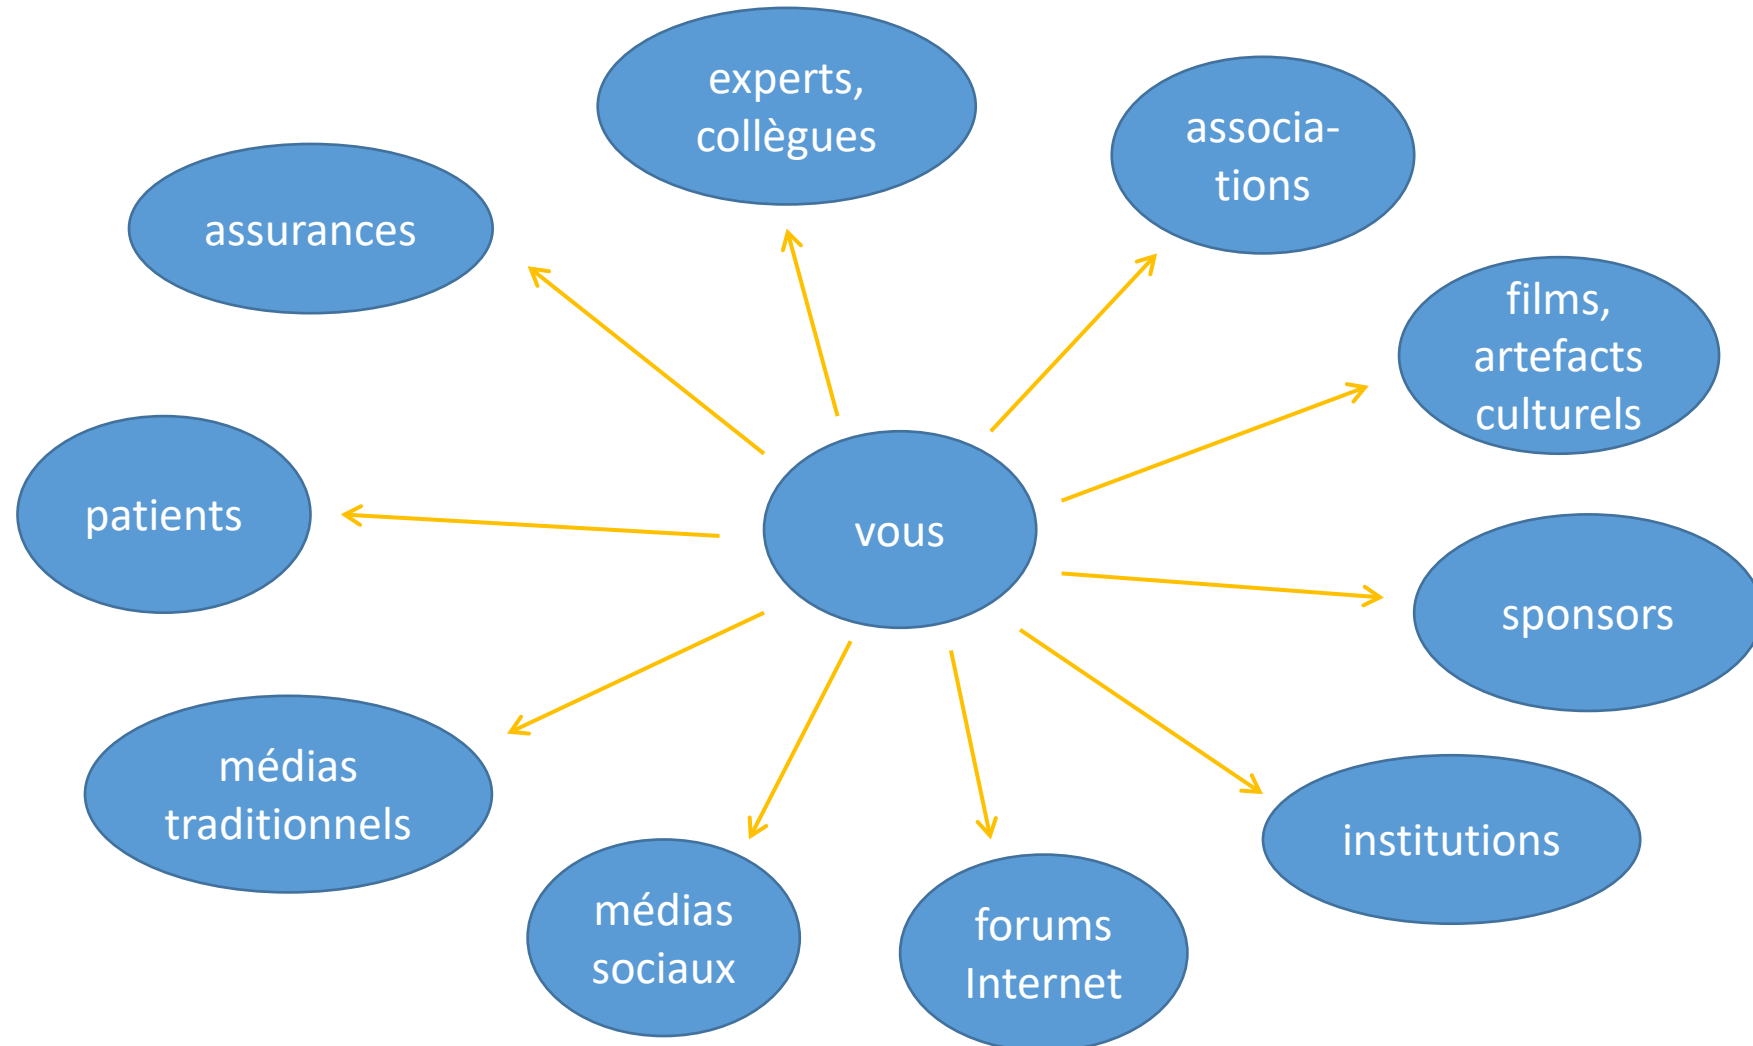 experts,
collègues
associa-
tions
assurances
films,
artefacts
culturels
patients
vous
sponsors
médias
traditionnels
institutions
médias
sociaux
forums
Internet